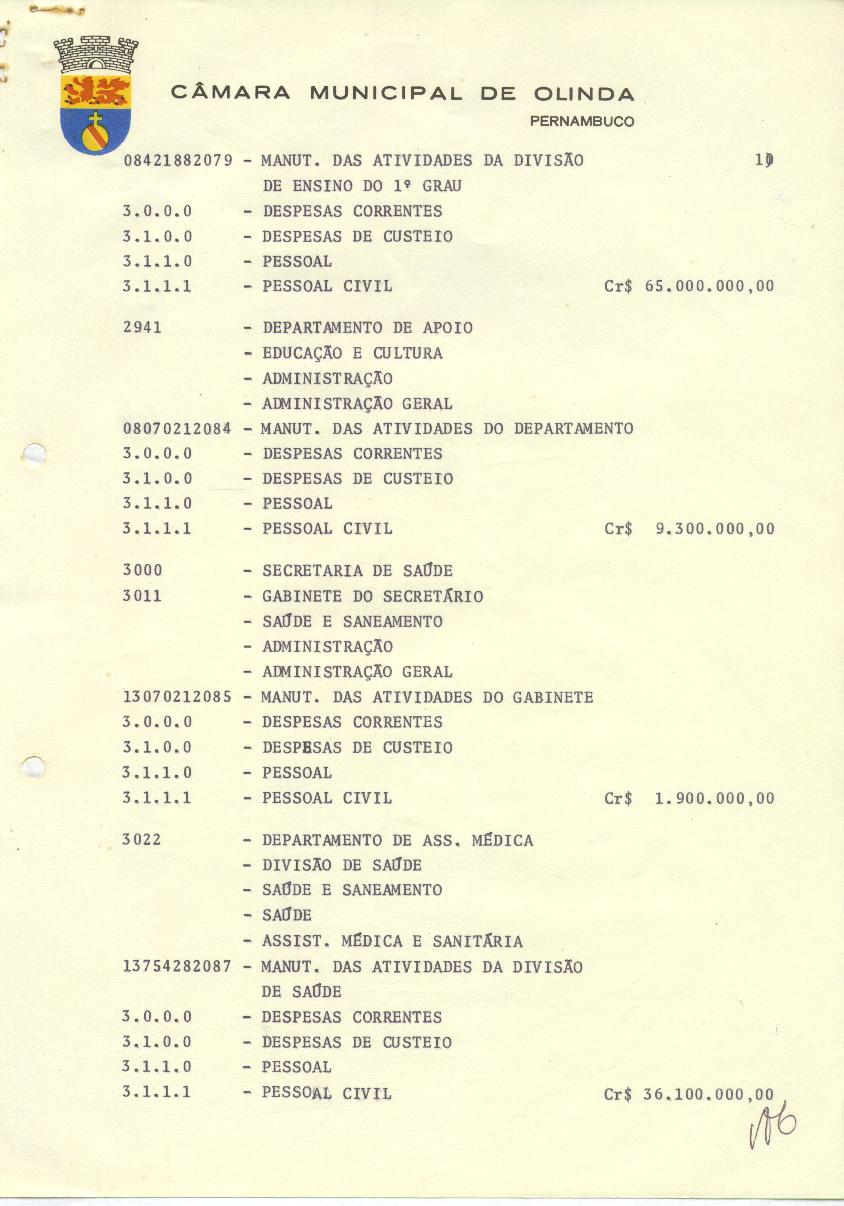 CÂMARA MUNICIPAL DE OLINDA
PERNAMBUCO
08421882079 - MANUT. DAS ATIVIDADES DA DIVISÃO
DE ENSINO DO 1º GRAU
3.0.0.0 - DESPESAS CORRENTES
3.1.0.0 - DESPESAS DE CUSTEIO
3.1.1.0 - PESSOAL
3.1.1.1 - PESSOAL CIVIL Cr$ 65.000.000,00
2941 - DEPARTAMENTO DE APOIO
- EDUCAÇÃO E CULTURA
- ADMINISTRAÇÃO
- ADMINISTRAÇÃO GERAL
08070212084 - MANUT. DAS ATIVIDADES DO DEPARTAMENTO
3.0.0.0 - DESPESAS CORRENTES
3.1.0.0 - DESPESAS DE CUSTEIO
3.1.1.0 - PESSOAL
3.1.1.1 - PESSOAL CIVIL Cr$ 9.300.000,00
3000 - SECRETARIA DE SAÚDE
3011 - GABINETE DO SECRETÁRIO
- SAÚDE E SANEAMENTO
- ADMINISTRAÇÃO
- ADMINISTRAÇÃO GERAL
13070212085 - MANUT. DAS ATIVIDADES DO GABINETE
3.0.0.0 - DESPESAS CORRENTES
3.1.0.0 - DESPESAS DE CUSTEIO
3.1.1.0 - PESSOAL
3.1.1.1 - PESSOAL CIVIL Cr$ 1.900.000,00
3022 - DEPARTAMENTO DE ASS. MÉDICA
- DIVISÃO DE SAÚDE
- SAÚDE E SANEAMENTO
- SAÚDE
- ASSIST. MÉDICA E SANITÁRIA
13754282087 - MANUT. DAS ATIVIDADES DA DIVISÃO
DE SAÚDE
3.0.0.0 - DESPESAS CORRENTES
3.1.0.0 - DESPESAS DE CUSTEIO
3.1.1.0 - PESSOAL
3.1.1.1 - PESSOAL CIVIL Cr$ 36.100.000,00